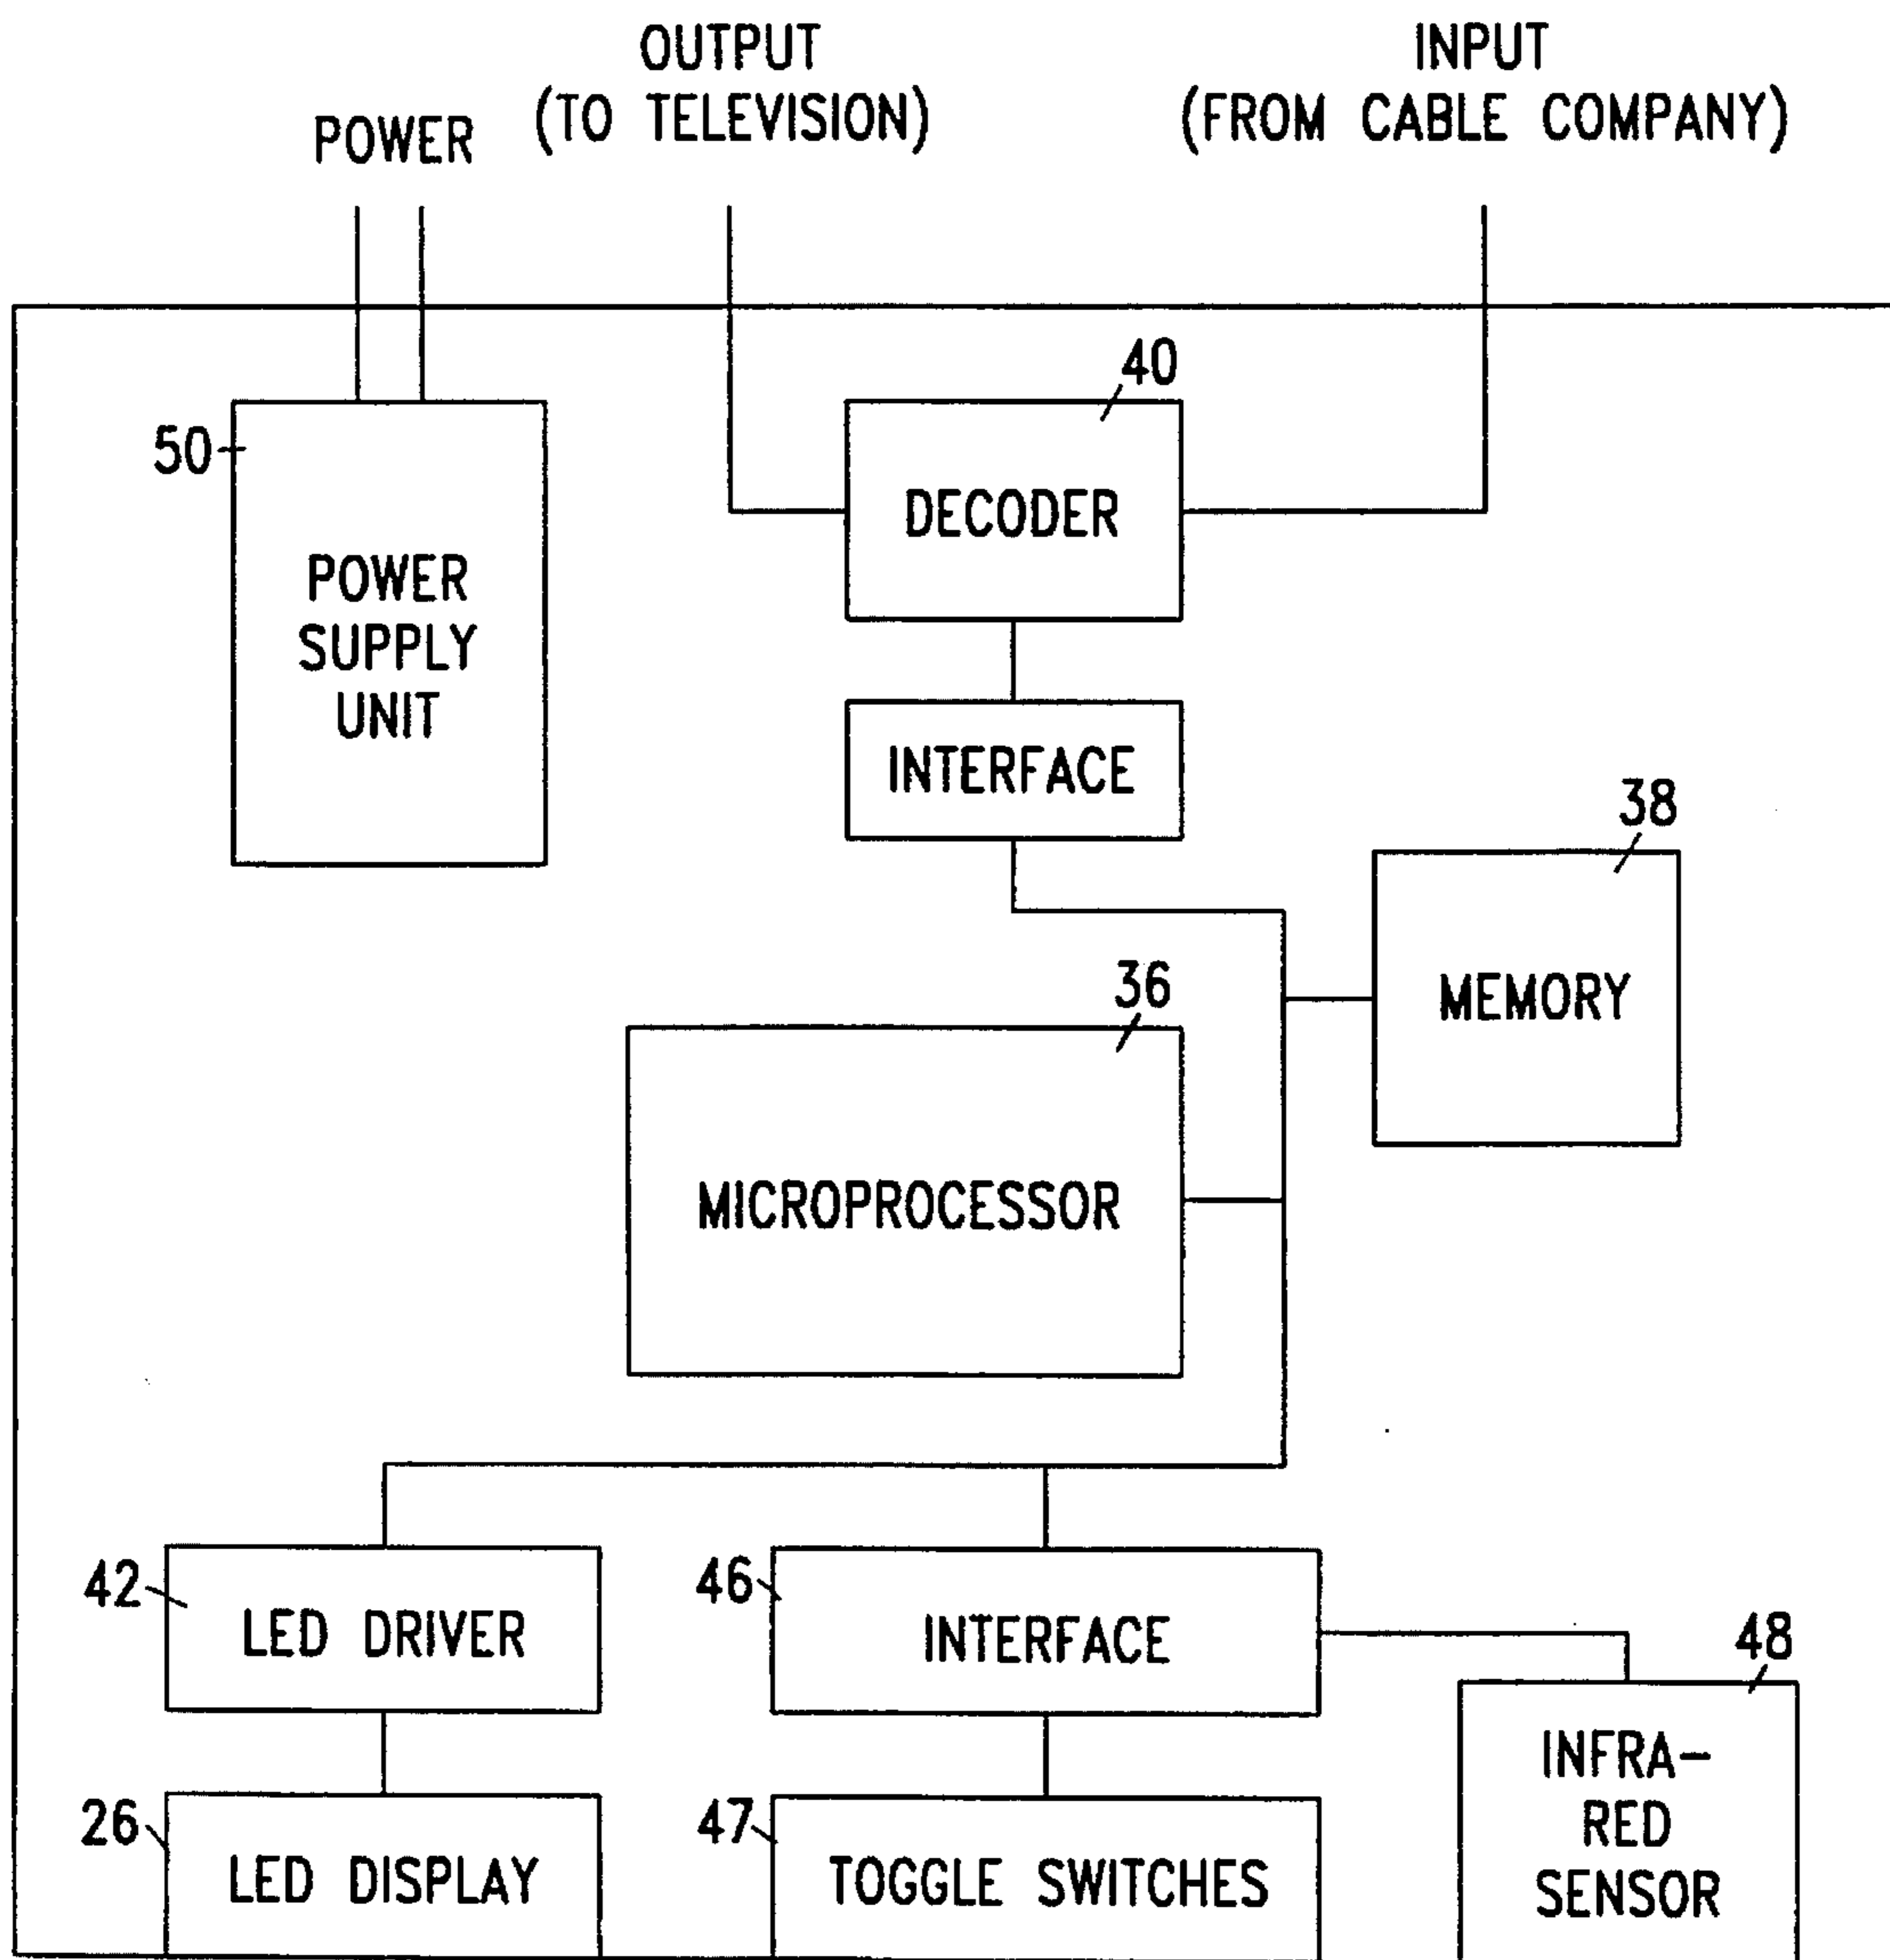 OUTPUT
(TO TELEVISION)
INPUT
(FROM CABLE COMPANY)
POWER
40
50
DECODER
POWER
SUPPLY
UNIT
INTERFACE
38
MEMORY
36
MICROPROCESSOR
42
LED DRIVER
46
INTERFACE
48
INFRA-
RED
SENSOR
26
LED DISPLAY
47
TOGGLE SWITCHES